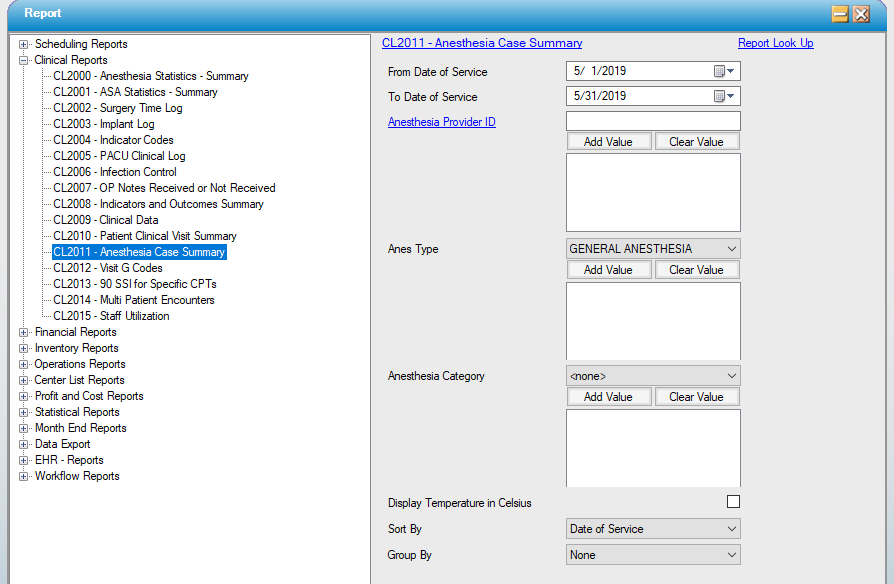 Report
Scheduling Reports
Clinical Reports
CL2000 - Anesthesia Statistics - Summary
CL2001 - ASA Statistics - Summary
CL2002 - Surgery Time Log
CL2003 - Implant Log
CL2004 - Indicator Codes
CL2005 - PACU Clinical Log
CL2006 - Infection Control
CL2007 - OP Notes Received or Not Received
CL2008 - Indicators and Outcomes Summary
CL2009 - Clinical Data
CL2010 - Patient Clinical Visit Summary
CL2011 - Anesthesia Case Summary
CL2012 - Visit G Codes
CL2013 - 90 SSI for Specific CPTs
CL2014 - Multi Patient Encounters
CL2015 - Staff Utilization
Financial Reports
Inventory Reports
Operations Reports
Center List Reports
Profit and Cost Reports
Statistical Reports
Month End Reports
Data Export
EHR - Reports
Workflow Reports
CL2011 - Anesthesia Case Summary Report Look Up
From Date of Service 5/ 1/2019
To Date of Service 5/31/2019
Anesthesia Provider ID
Add Value Clear Value
Anes Type GENERAL ANESTHESIA
Add Value Clear Value
Anesthesia Category <none>
Add Value Clear Value
Display Temperature in Celsius
Sort By Date of Service
Group By None